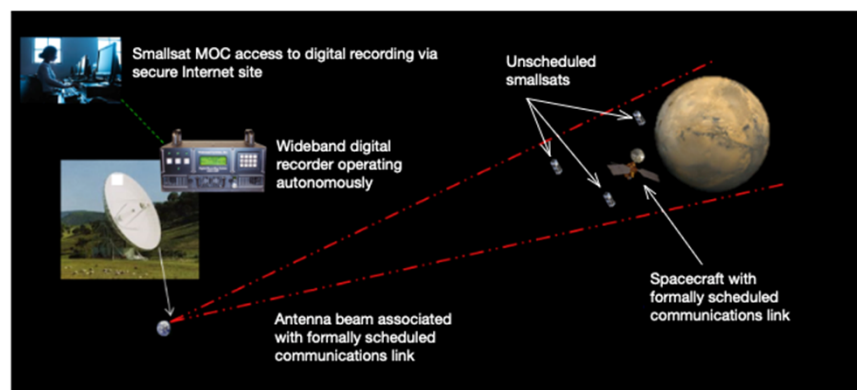 Smallsat MOC access to digital recording via
secure Internet site
Wideband digital
recorder operating
autonomously
Unscheduled
smallsats
Spacecraft with
formally scheduled
communications link
Antenna beam associated
with formally scheduled
communications link